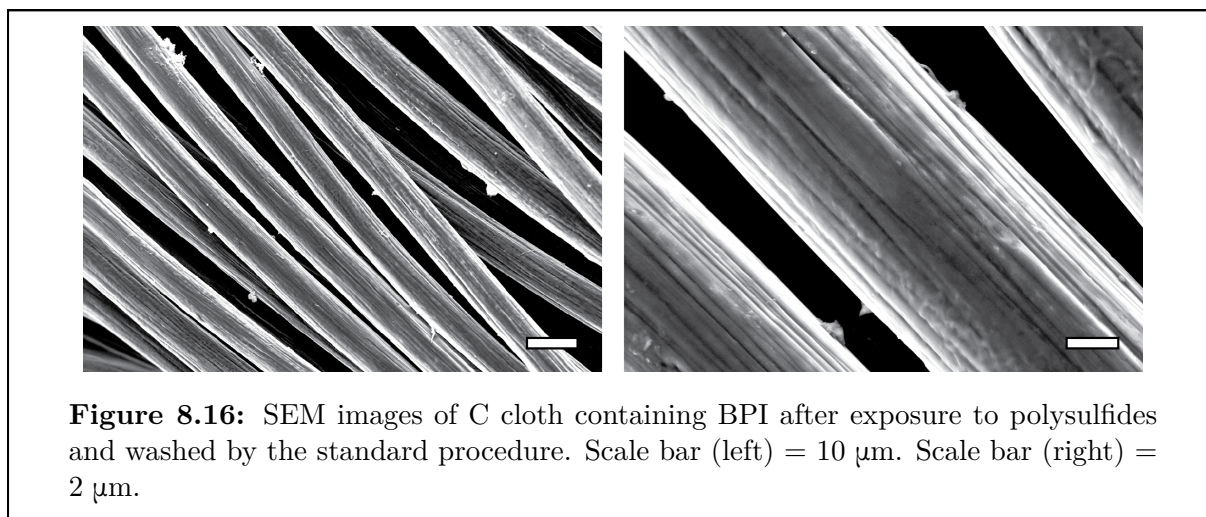 Figure 8.16: SEM images of C cloth containing BPI after exposure to polysulfides
and washed by the standard procedure. Scale bar (left) = 10 μm. Scale bar (right) =
2 μm.